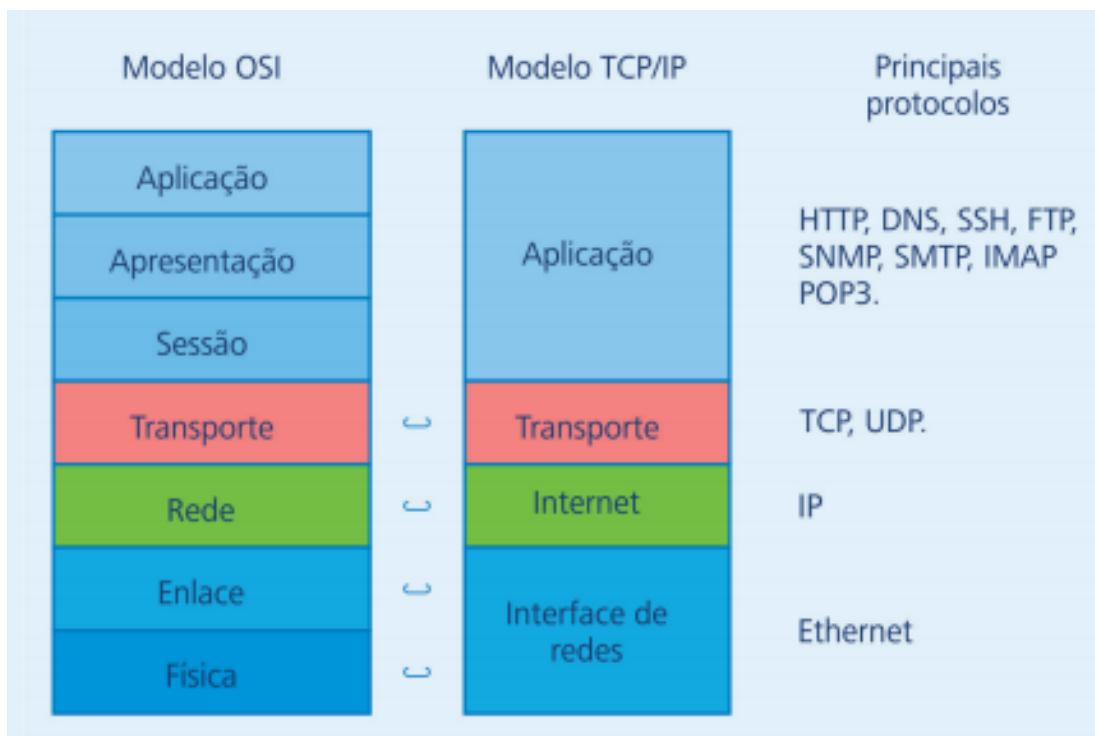 Modelo OSI
Modelo TCP/IP
Principais
protocolos
Aplicação
Apresentação
Sessão
Transporte
Rede
Enlace
Física
Aplicação
Transporte
Internet
Interface de
redes
HTTP, DNS, SSH, FTP,
SNMP, SMTP, IMAP
POP3.
TCP, UDP.
IP
Ethernet